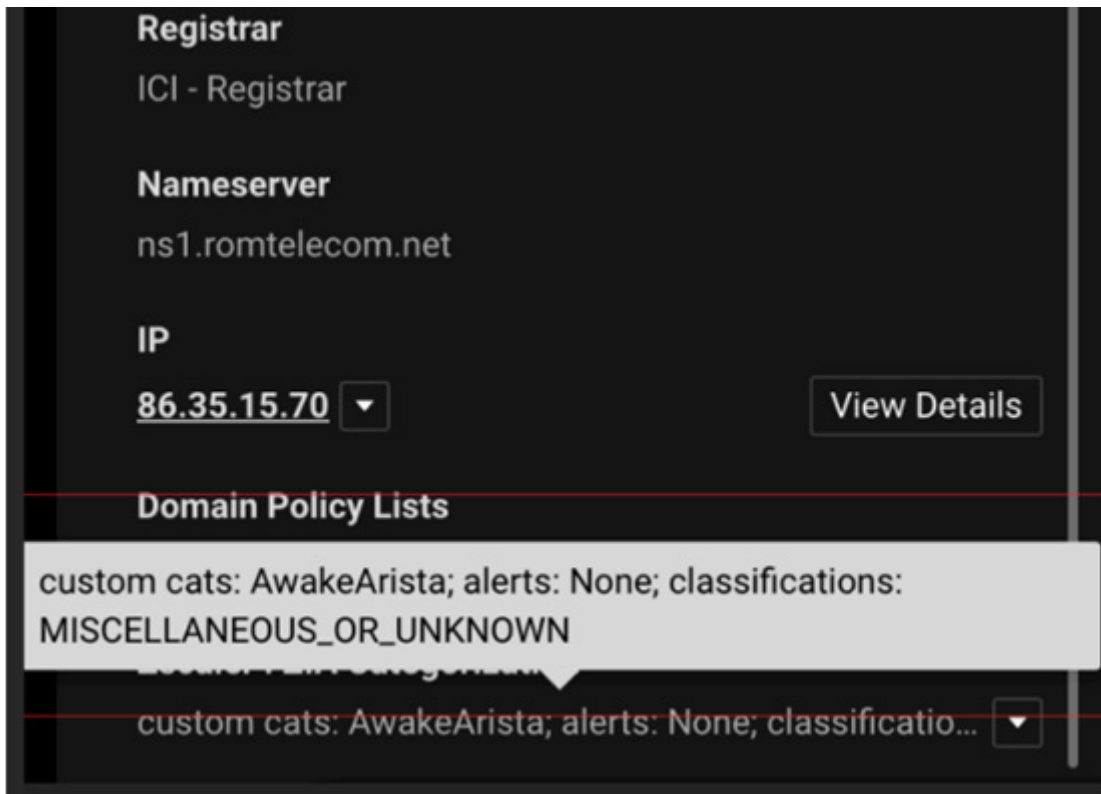 Registrar
ICI - Registrar
Nameserver
ns1.romtelecom.net
IP
86.35.15.70
View Details
Domain Policy Lists
custom cats: AwakeArista; alerts: None; classifications:
MISCELLANEOUS_OR_UNKNOWN
custom cats: AwakeArista; alerts: None; classificatio...